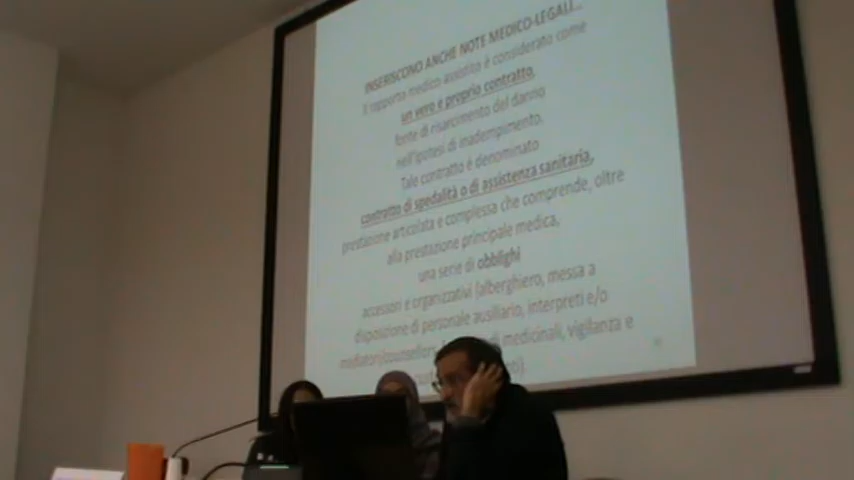 INSERISCONO ANCHE NOTE MEDICO-LEGALI...
Il rapporto medico assistito è considerato come
un vero e proprio contratto,
fonte di risarcimento del danno
nell'ipotesi di inadempimento.
Tale contratto è denominato
contratto di spedalità o di assistenza sanitaria,
prestazione articolata e complessa che comprende, oltre
alla prestazione principale medica,
una serie di obblighi
accessori e organizzativi (alberghiero, messa a
disposizione di personale ausiliario, interpreti e/o
mediatori/counsellors, di medicinali, vigilanza e